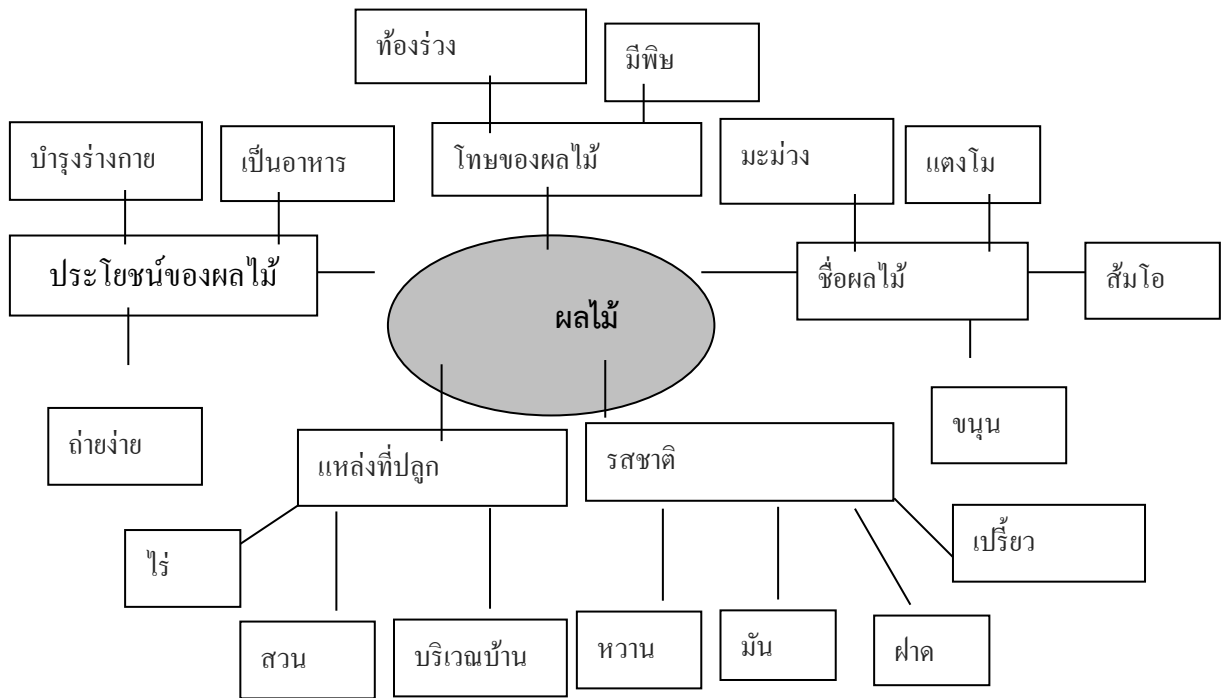 ท้องร่วง
มีพิษ
บำรุงร่างกาย
เป็นอาหาร
โทษของผลไม้
มะม่วง
แตงโม
ประโยชน์ของผลไม้
ชื่อผลไม้
ส้มโอ
ผลไม้
ถ่ายง่าย
ขนุน
แหล่งที่ปลูก
รสชาติ
ไร่
เปรี้ยว
สวน
บริเวณบ้าน
หวาน
มัน
ฝาด